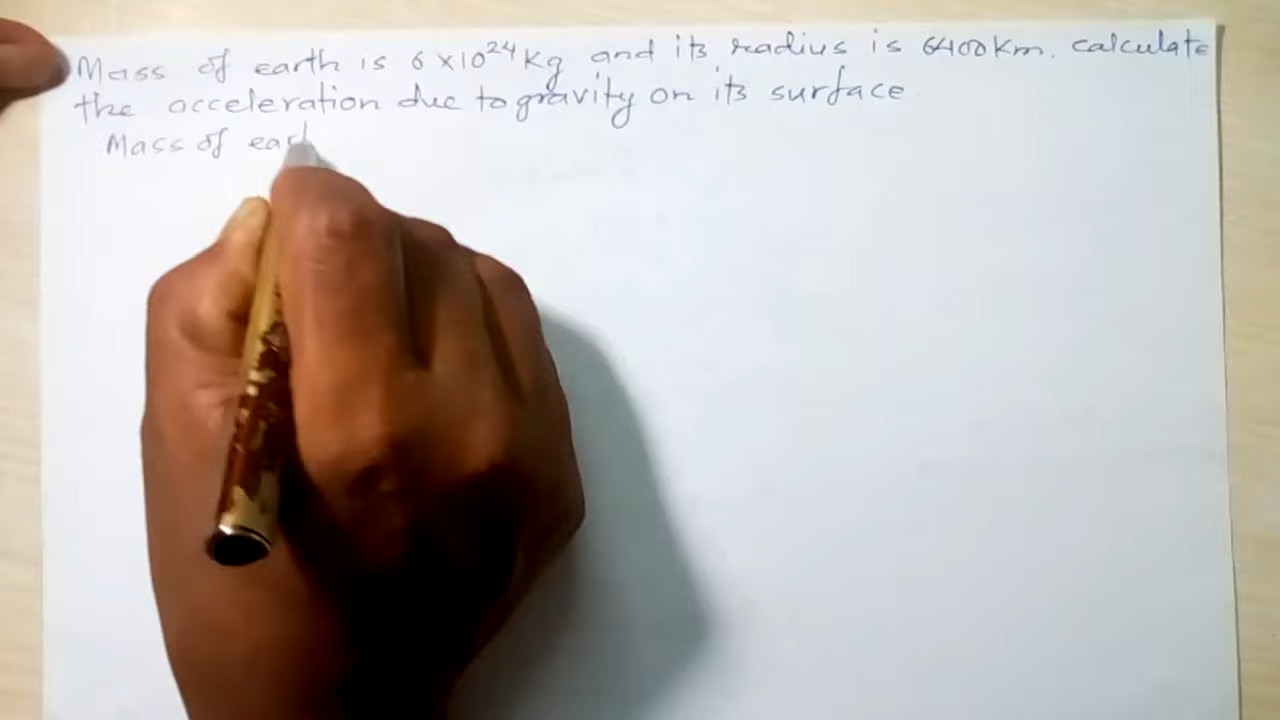 Mass of earth is 6 ×10²⁴ kg and its radius is 6400 km. calculate
the acceleration due to gravity on its surface
Mass of eart